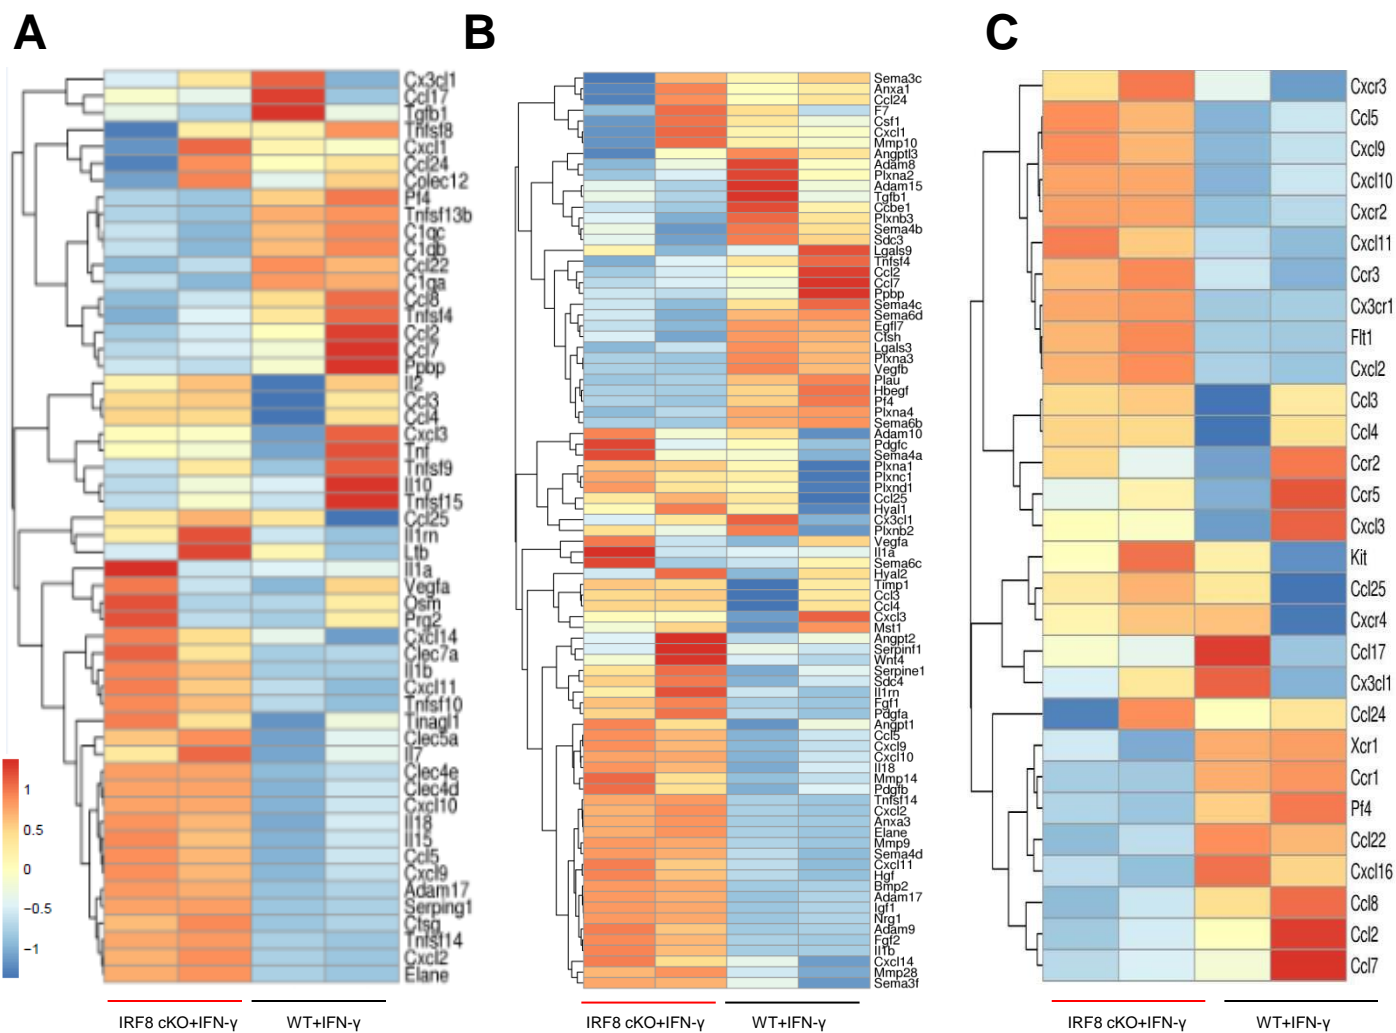 A
B
C
Cx3cl1
Ccl17
Tgfb1
Tnfsf8
Cxcl1
Ccl24
Colec12
Pf4
Tnfsf13b
C1qc
C1qb
Ccl22
C1qa
Ccl8
Tnfsf4
Ccl2
Ccl7
Ppbp
Il2
Ccl3
Ccl4
Cxcl3
Tnf
Tnfsf9
Il10
Tnfsf15
Ccl25
Il1rn
Ltb
Il1a
Vegfa
Osm
Prg2
Cxcl14
Clec7a
Il1b
Cxcl11
Tnfsf10
Tinagl1
Clec5a
Il7
Clec4e
Clec4d
Cxcl10
Il18
Il15
Ccl5
Cxcl9
Adam17
Serping1
Ctsg
Tnfsf14
Cxcl2
Elane
1
0.5
0
−0.5
−1
IRF8 cKO+IFN-γ
WT+IFN-γ
Sema3c
Anxa1
Ccl24
F7
Csf1
Cxcl1
Mmp10
Angptl3
Adam8
Plxna2
Adam15
Tgfb1
Ccbe1
Plxnb3
Sema4b
Sdc3
Lgals9
Tnfsf4
Ccl2
Ccl7
Ppbp
Sema4c
Sema6d
Egfl7
Ctsh
Lgals3
Plxna3
Vegfb
Plau
Hbegf
Pf4
Plxna4
Sema6b
Adam10
Pdgfc
Sema4a
Plxna1
Plxnc1
Plxnd1
Ccl25
Hyal1
Cx3cl1
Plxnb2
Vegfa
Il1a
Sema6c
Hyal2
Timp1
Ccl3
Ccl4
Cxcl3
Mst1
Angpt2
Serpinf1
Wnt4
Serpine1
Sdc4
Il1rn
Fgf1
Pdgfa
Angpt1
Ccl5
Cxcl9
Cxcl10
Il18
Mmp14
Pdgfb
Tnfsf14
Cxcl2
Anxa3
Elane
Mmp9
Sema4d
Cxcl11
Hgf
Bmp2
Adam17
Igf1
Nrg1
Adam9
Fgf2
Il1b
Cxcl14
Mmp28
Sema3f
IRF8 cKO+IFN-γ
WT+IFN-γ
Cxcr3
Ccl5
Cxcl9
Cxcl10
Cxcr2
Cxcl11
Ccr3
Cx3cr1
Flt1
Cxcl2
Ccl3
Ccl4
Ccr2
Ccr5
Cxcl3
Kit
Ccl25
Cxcr4
Ccl17
Cx3cl1
Ccl24
Xcr1
Ccr1
Pf4
Ccl22
Cxcl16
Ccl8
Ccl2
Ccl7
IRF8 cKO+IFN-γ
WT+IFN-γ